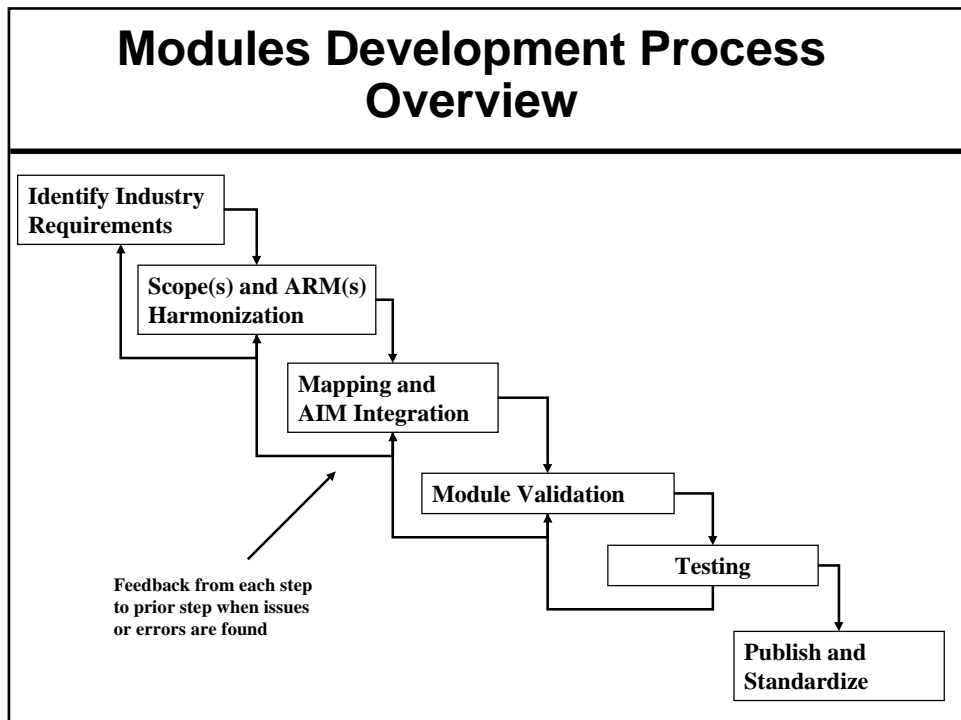 Modules Development Process
Overview
Identify Industry
Requirements
Scope(s) and ARM(s)
Harmonization
Mapping and
AIM Integration
Module Validation
Testing
Feedback from each step
to prior step when issues
or errors are found
Publish and
Standardize